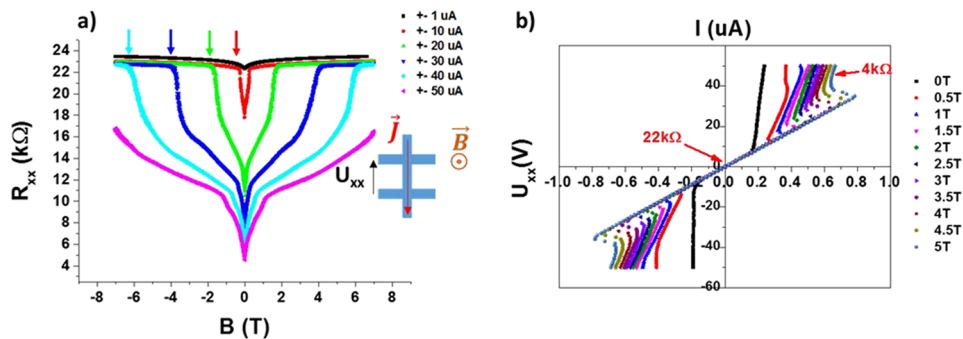 a)
R_xx (kΩ)
24
22
20
18
16
14
12
10
8
6
4
-8 -6 -4 -2 0 2 4 6 8
B (T)
+- 1 uA
+- 10 uA
+- 20 uA
+- 30 uA
+- 40 uA
+- 50 uA
J
B
U_xx
b)
I (uA)
U_xx(V)
40
20
0
-20
-40
-60
-1.0 -0.8 -0.6 -0.4 -0.2 0.0 0.2 0.4 0.6 0.8 1.0
22kΩ
4kΩ
0T
0.5T
1T
1.5T
2T
2.5T
3T
3.5T
4T
4.5T
5T